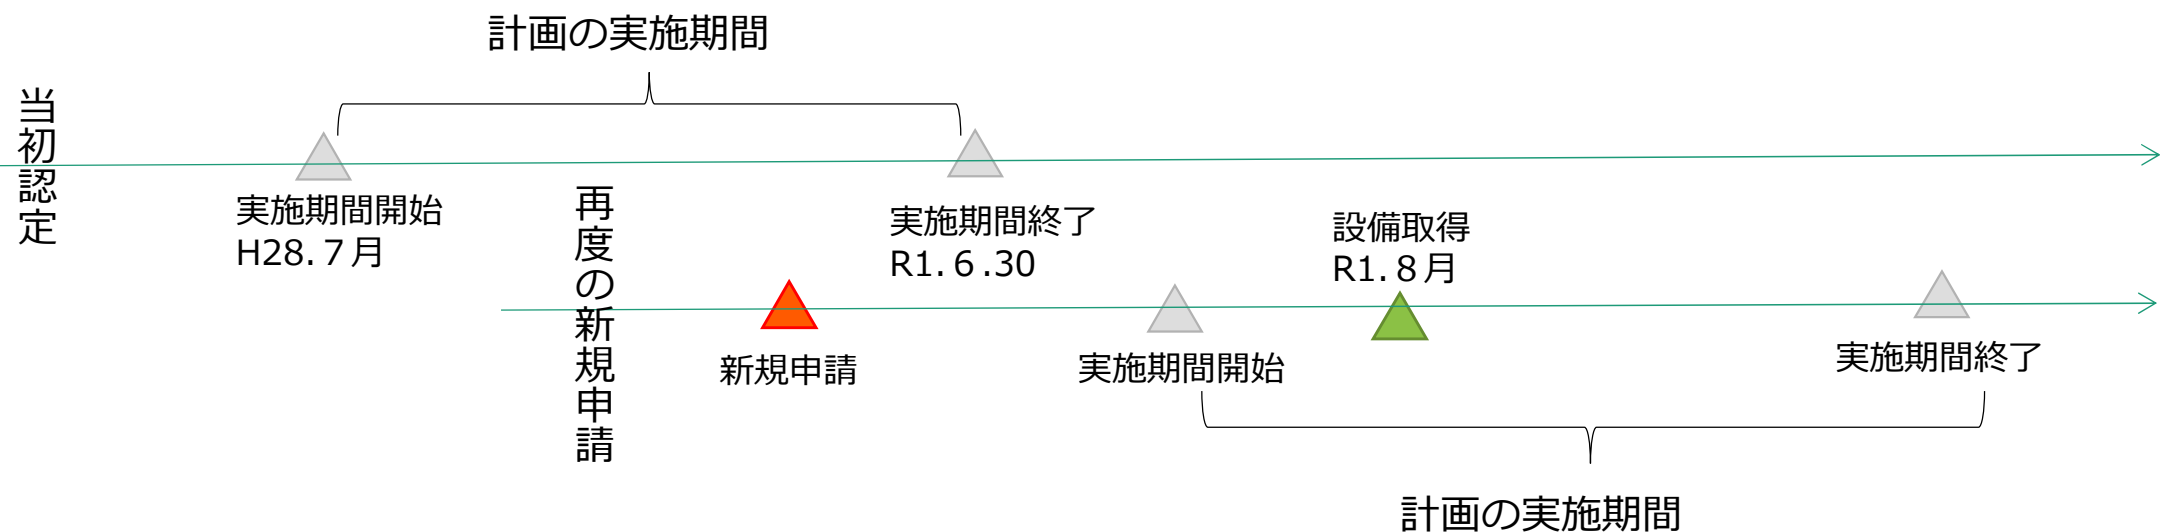 計画の実施期間
当初認定
実施期間開始
H28.７月
実施期間終了
R1.６.30
再度の新規申請
設備取得
R1.８月
新規申請
実施期間開始
実施期間終了
計画の実施期間